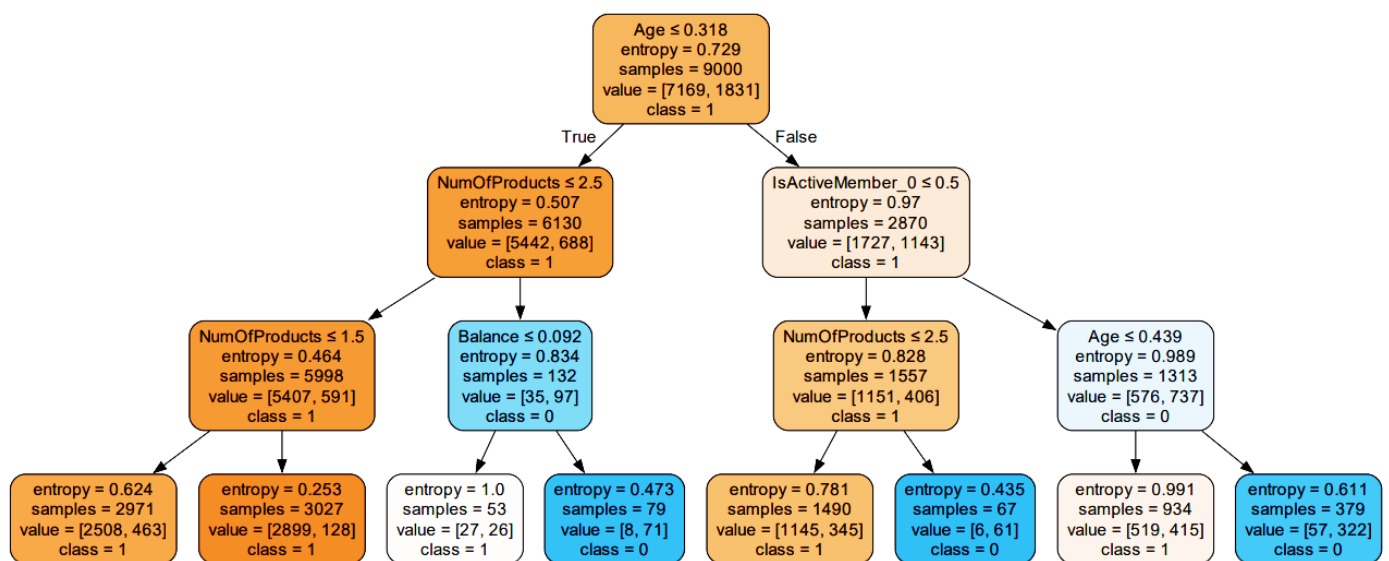 Age ≤ 0.318
entropy = 0.729
samples = 9000
value = [7169, 1831]
class = 1
True
False
NumOfProducts ≤ 2.5
entropy = 0.507
samples = 6130
value = [5442, 688]
class = 1
IsActiveMember_0 ≤ 0.5
entropy = 0.97
samples = 2870
value = [1727, 1143]
class = 1
NumOfProducts ≤ 1.5
entropy = 0.464
samples = 5998
value = [5407, 591]
class = 1
Balance ≤ 0.092
entropy = 0.834
samples = 132
value = [35, 97]
class = 0
NumOfProducts ≤ 2.5
entropy = 0.828
samples = 1557
value = [1151, 406]
class = 1
Age ≤ 0.439
entropy = 0.989
samples = 1313
value = [576, 737]
class = 0
entropy = 0.624
samples = 2971
value = [2508, 463]
class = 1
entropy = 0.253
samples = 3027
value = [2899, 128]
class = 1
entropy = 1.0
samples = 53
value = [27, 26]
class = 1
entropy = 0.473
samples = 79
value = [8, 71]
class = 0
entropy = 0.781
samples = 1490
value = [1145, 345]
class = 1
entropy = 0.435
samples = 67
value = [6, 61]
class = 0
entropy = 0.991
samples = 934
value = [519, 415]
class = 1
entropy = 0.611
samples = 379
value = [57, 322]
class = 0